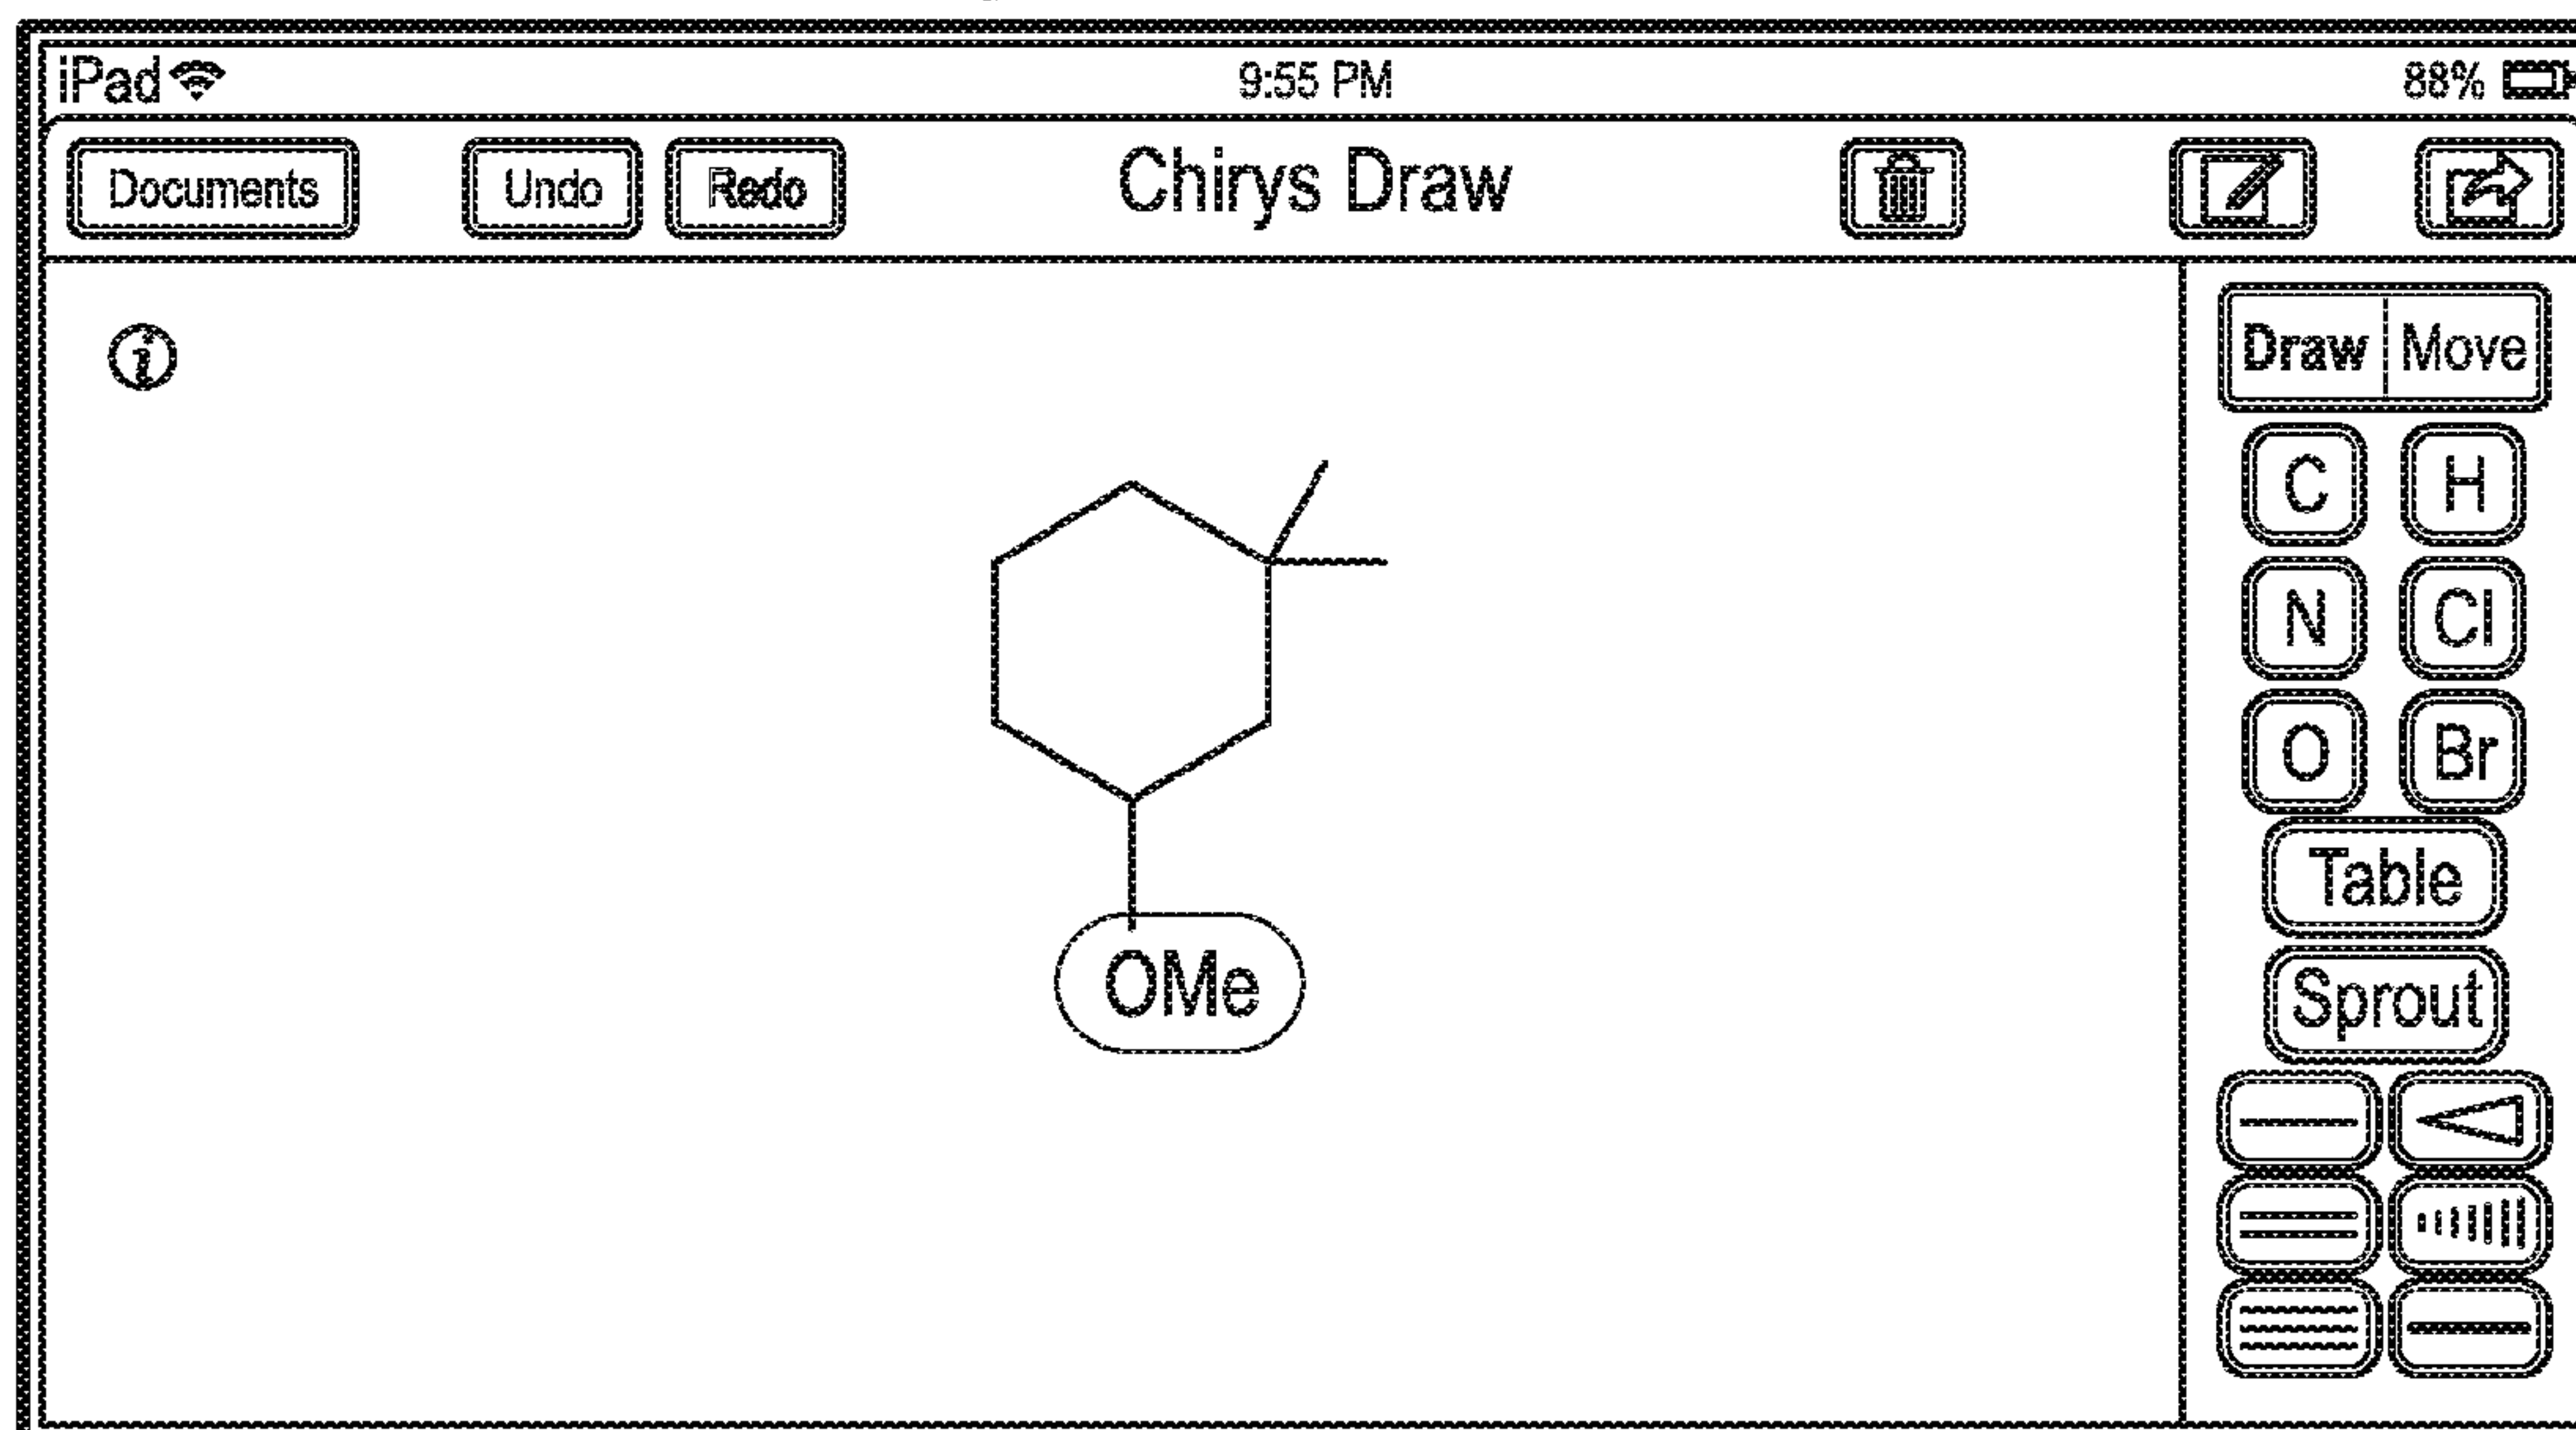 iPad 9:55 PM 88%
Documents Undo Redo Chirys Draw
Draw Move
C H
N Cl
O Br
Table
OMe Sprout